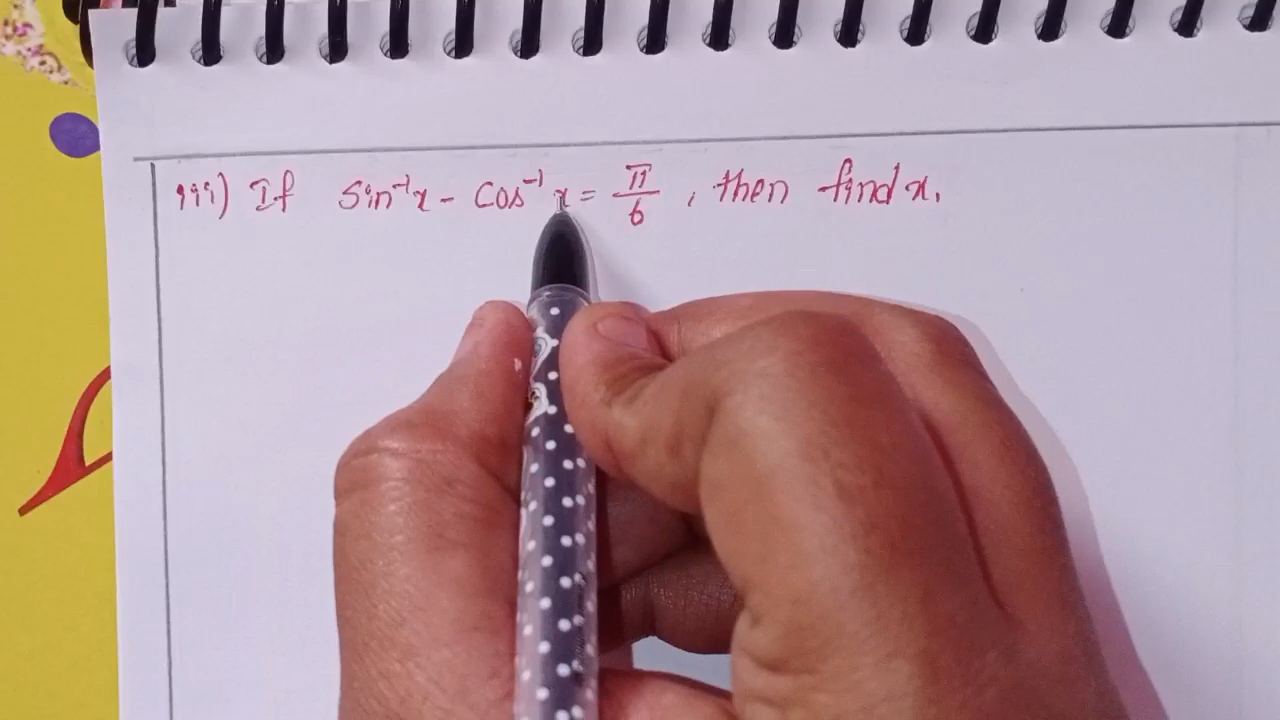 iii) If Sin⁻¹x - Cos⁻¹x = π/6 , then find x.